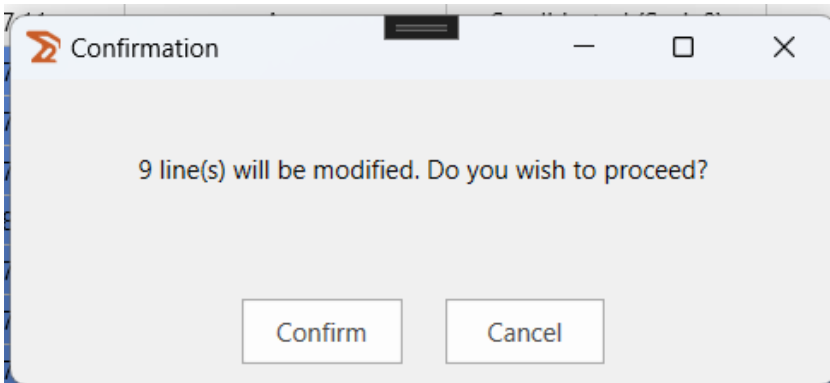 Confirmation
9 line(s) will be modified. Do you wish to proceed?
Confirm
Cancel